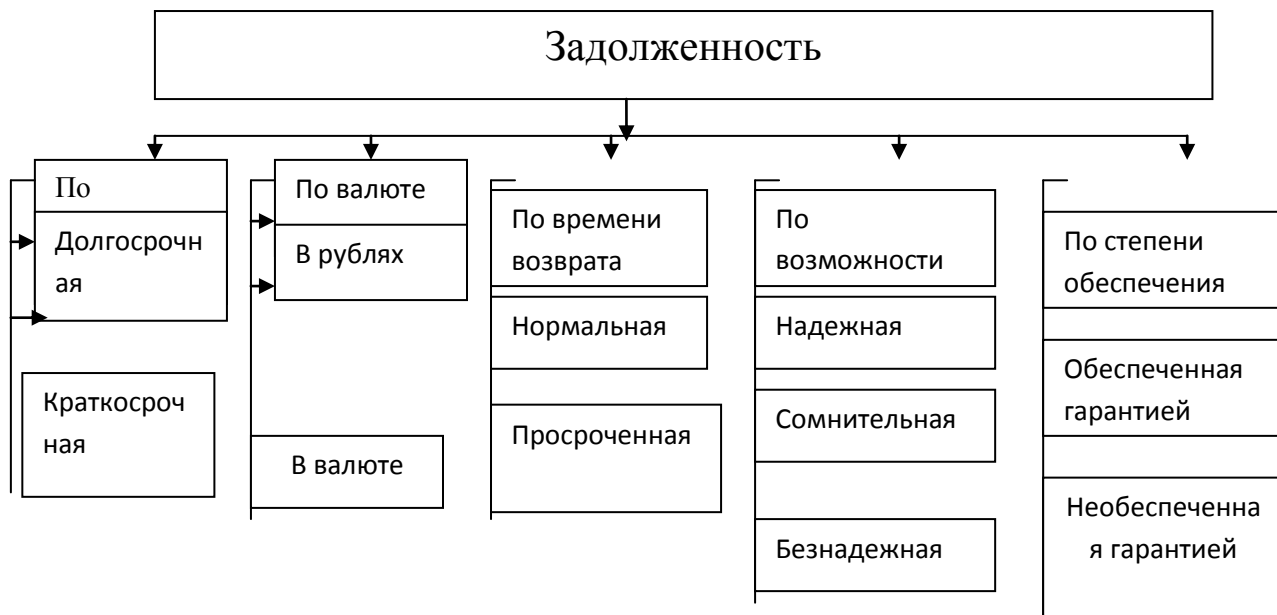 Задолженность
По
Долгосрочн
ая
Краткосроч
ная
По валюте
В рублях
В валюте
По времени
возврата
Нормальная
Просроченная
По
возможности
Надежная
Сомнительная
Безнадежная
По степени
обеспечения
Обеспеченная
гарантией
Необеспеченна
я гарантией